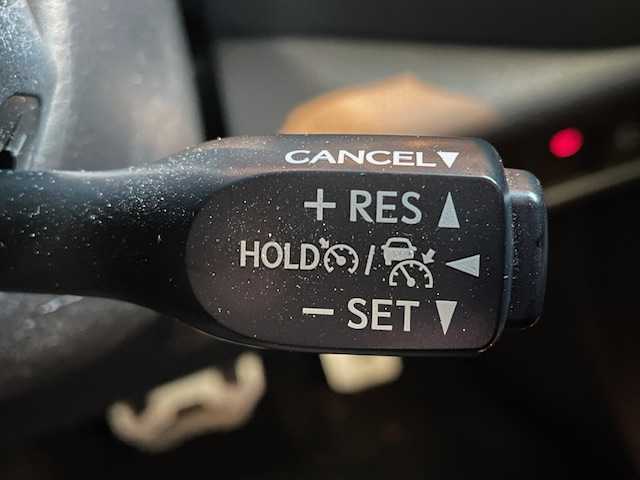 CANCEL▼
+ RES ▲
HOLD / ◀
− SET ▼